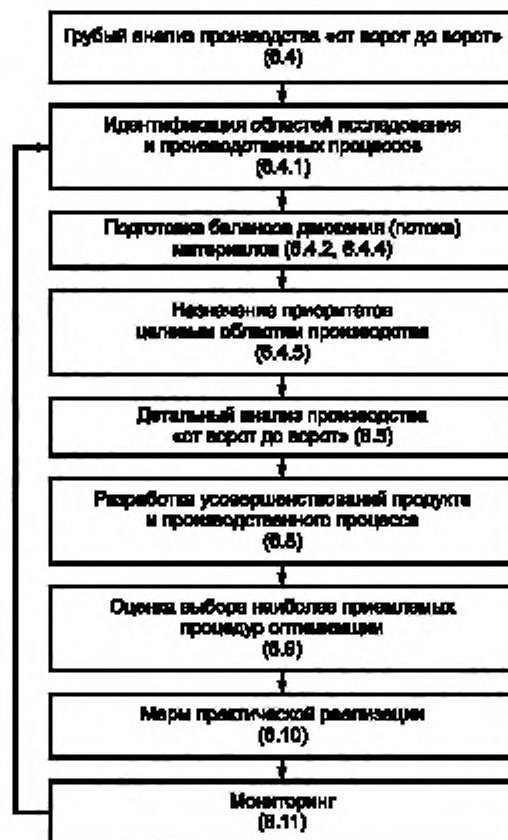 Грубый анализ производства «от ворот до ворот»
(6.4)
Идентификация областей исследования
и производственных процессов
(6.4.1)
Подготовка баланса движения (потока)
материалов (6.4.2, 6.4.4)
Назначение приоритетов
целевым областям производства
(6.4.5)
Детальный анализ производства
«от ворот до ворот» (6.5)
Разработка усовершенствований продукта
и производственного процесса
(6.8)
Оценка выбора наиболее приемлемых
процедур оптимизации
(6.9)
Меры практической реализации
(6.10)
Мониторинг
(6.11)